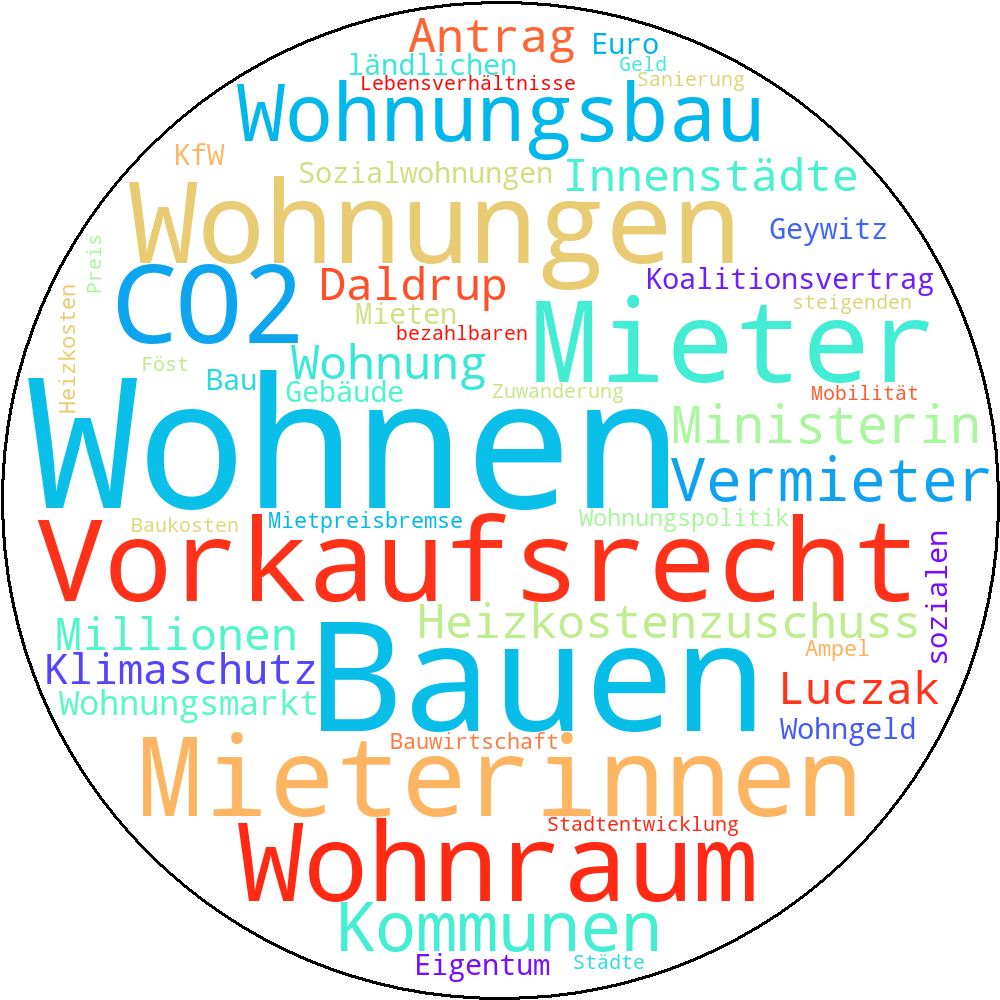 Antrag
Euro
ländlichen
Geld
Lebensverhältnisse
Sanierung
Wohnungsbau
KfW
Sozialwohnungen
Innenstädte
Wohnungen
Geywitz
Preis
CO2
Daldrup
Koalitionsvertrag
Heizkosten
Mieten
steigenden
bezahlbaren
Mieter
Föst
Wohnung
Bau
Gebäude
Zuwanderung
Mobilität
Wohnen
Ministerin
Vermieter
Baukosten
Mietpreisbremse
Wohnungspolitik
Vorkaufsrecht
sozialen
Millionen
Heizkostenzuschuss
Klimaschutz
Bauen
Ampel
Wohnungsmarkt
Luczak
Wohngeld
Bauwirtschaft
Mieterinnen
Stadtentwicklung
Wohnraum
Kommunen
Eigentum
Städte